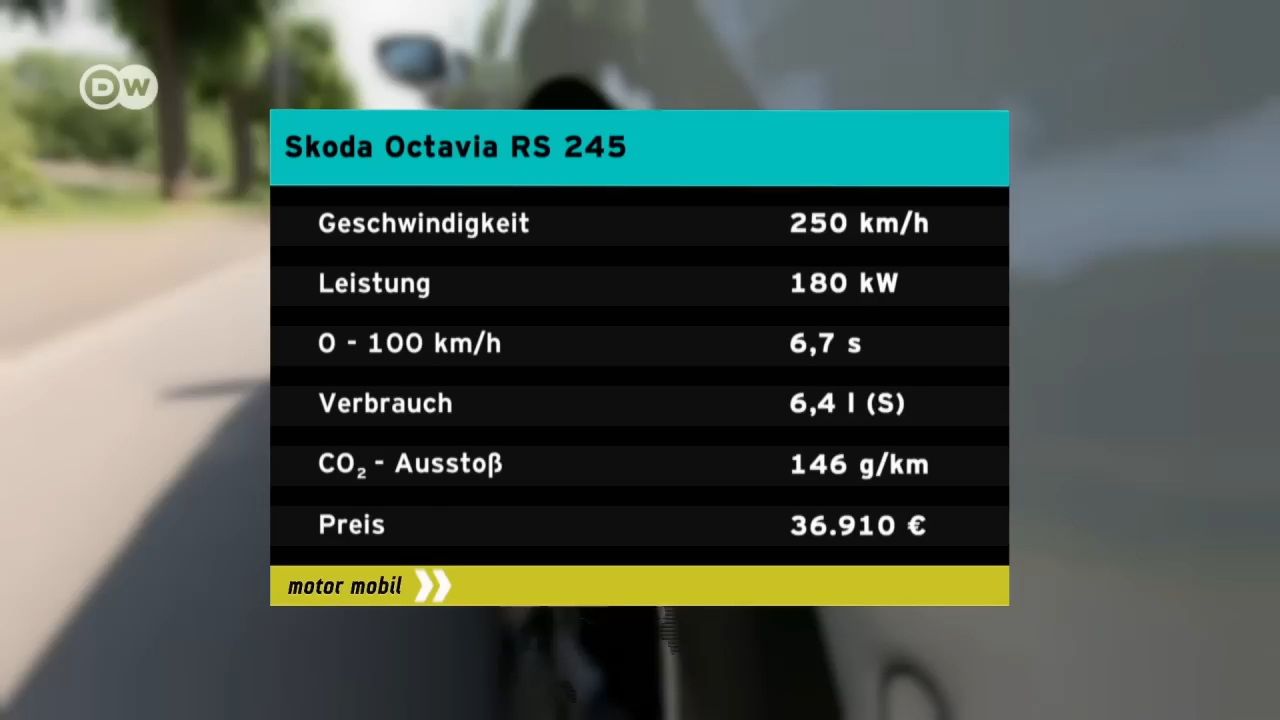 DW
Skoda Octavia RS 245
Geschwindigkeit 250 km/h
Leistung 180 kW
0 - 100 km/h 6,7 s
Verbrauch 6,4 l (S)
CO₂ - Ausstoß 146 g/km
Preis 36.910 €
motor mobil